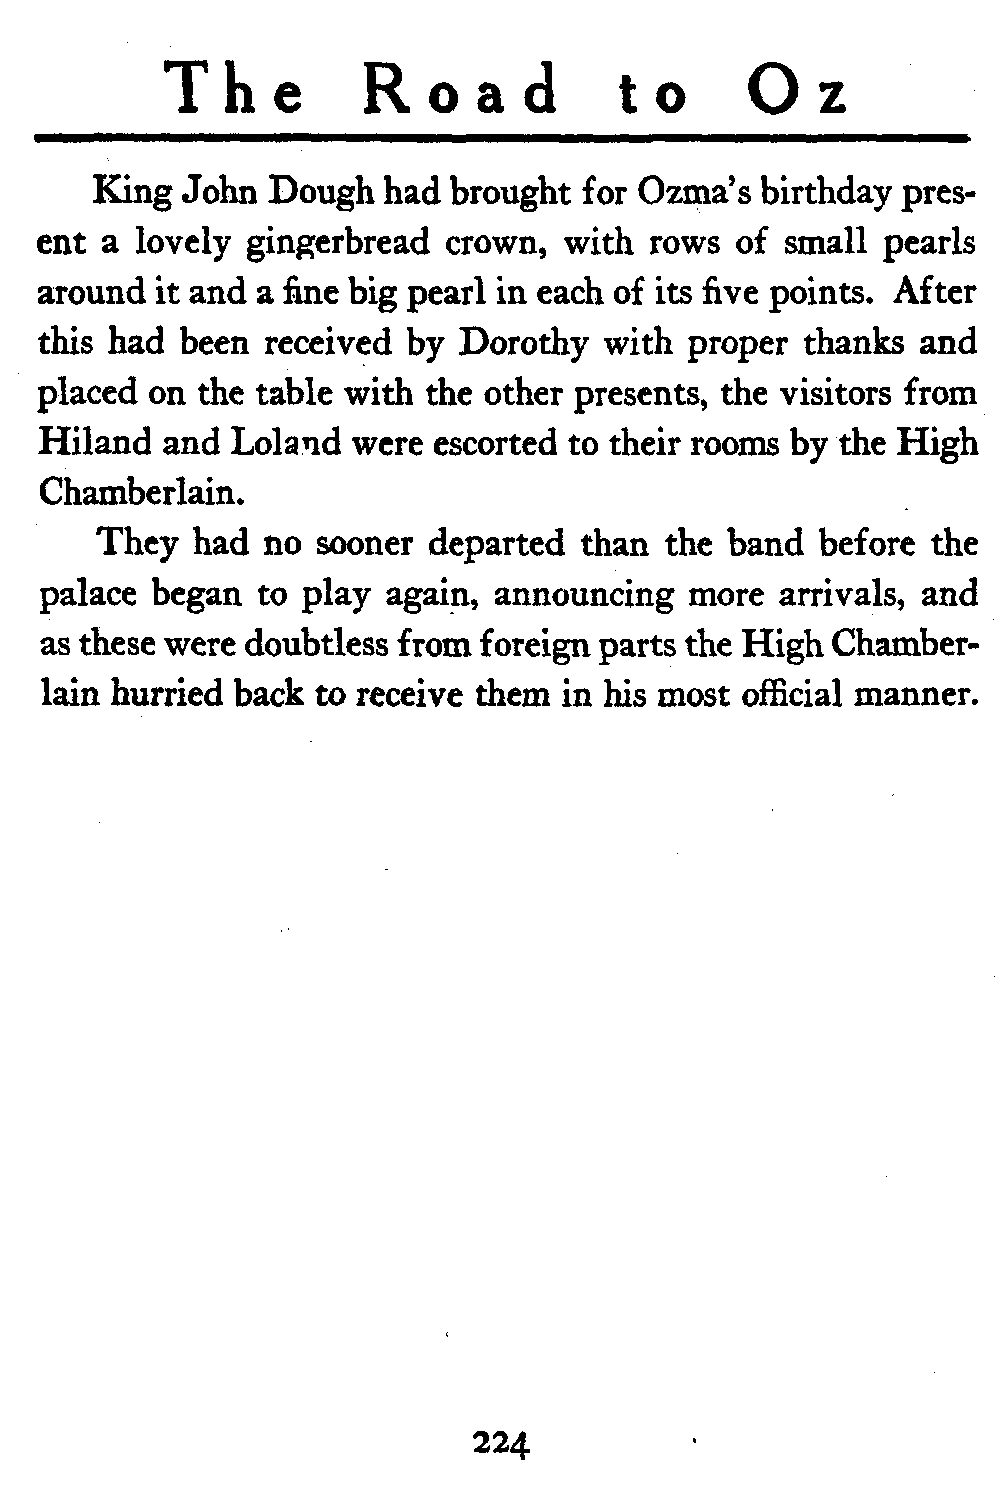 The Road to Oz
King John Dough had brought for Ozma's birthday pres-
ent a lovely gingerbread crown, with rows of small pearls
around it and a fine big pearl in each of its five points. After
this had been received by Dorothy with proper thanks and
placed on the table with the other presents, the visitors from
Hiland and Loland were escorted to their rooms by the High
Chamberlain.
They had no sooner departed than the band before the
palace began to play again, announcing more arrivals, and
as these were doubtless from foreign parts the High Chamber-
lain hurried back to receive them in his most official manner.
224